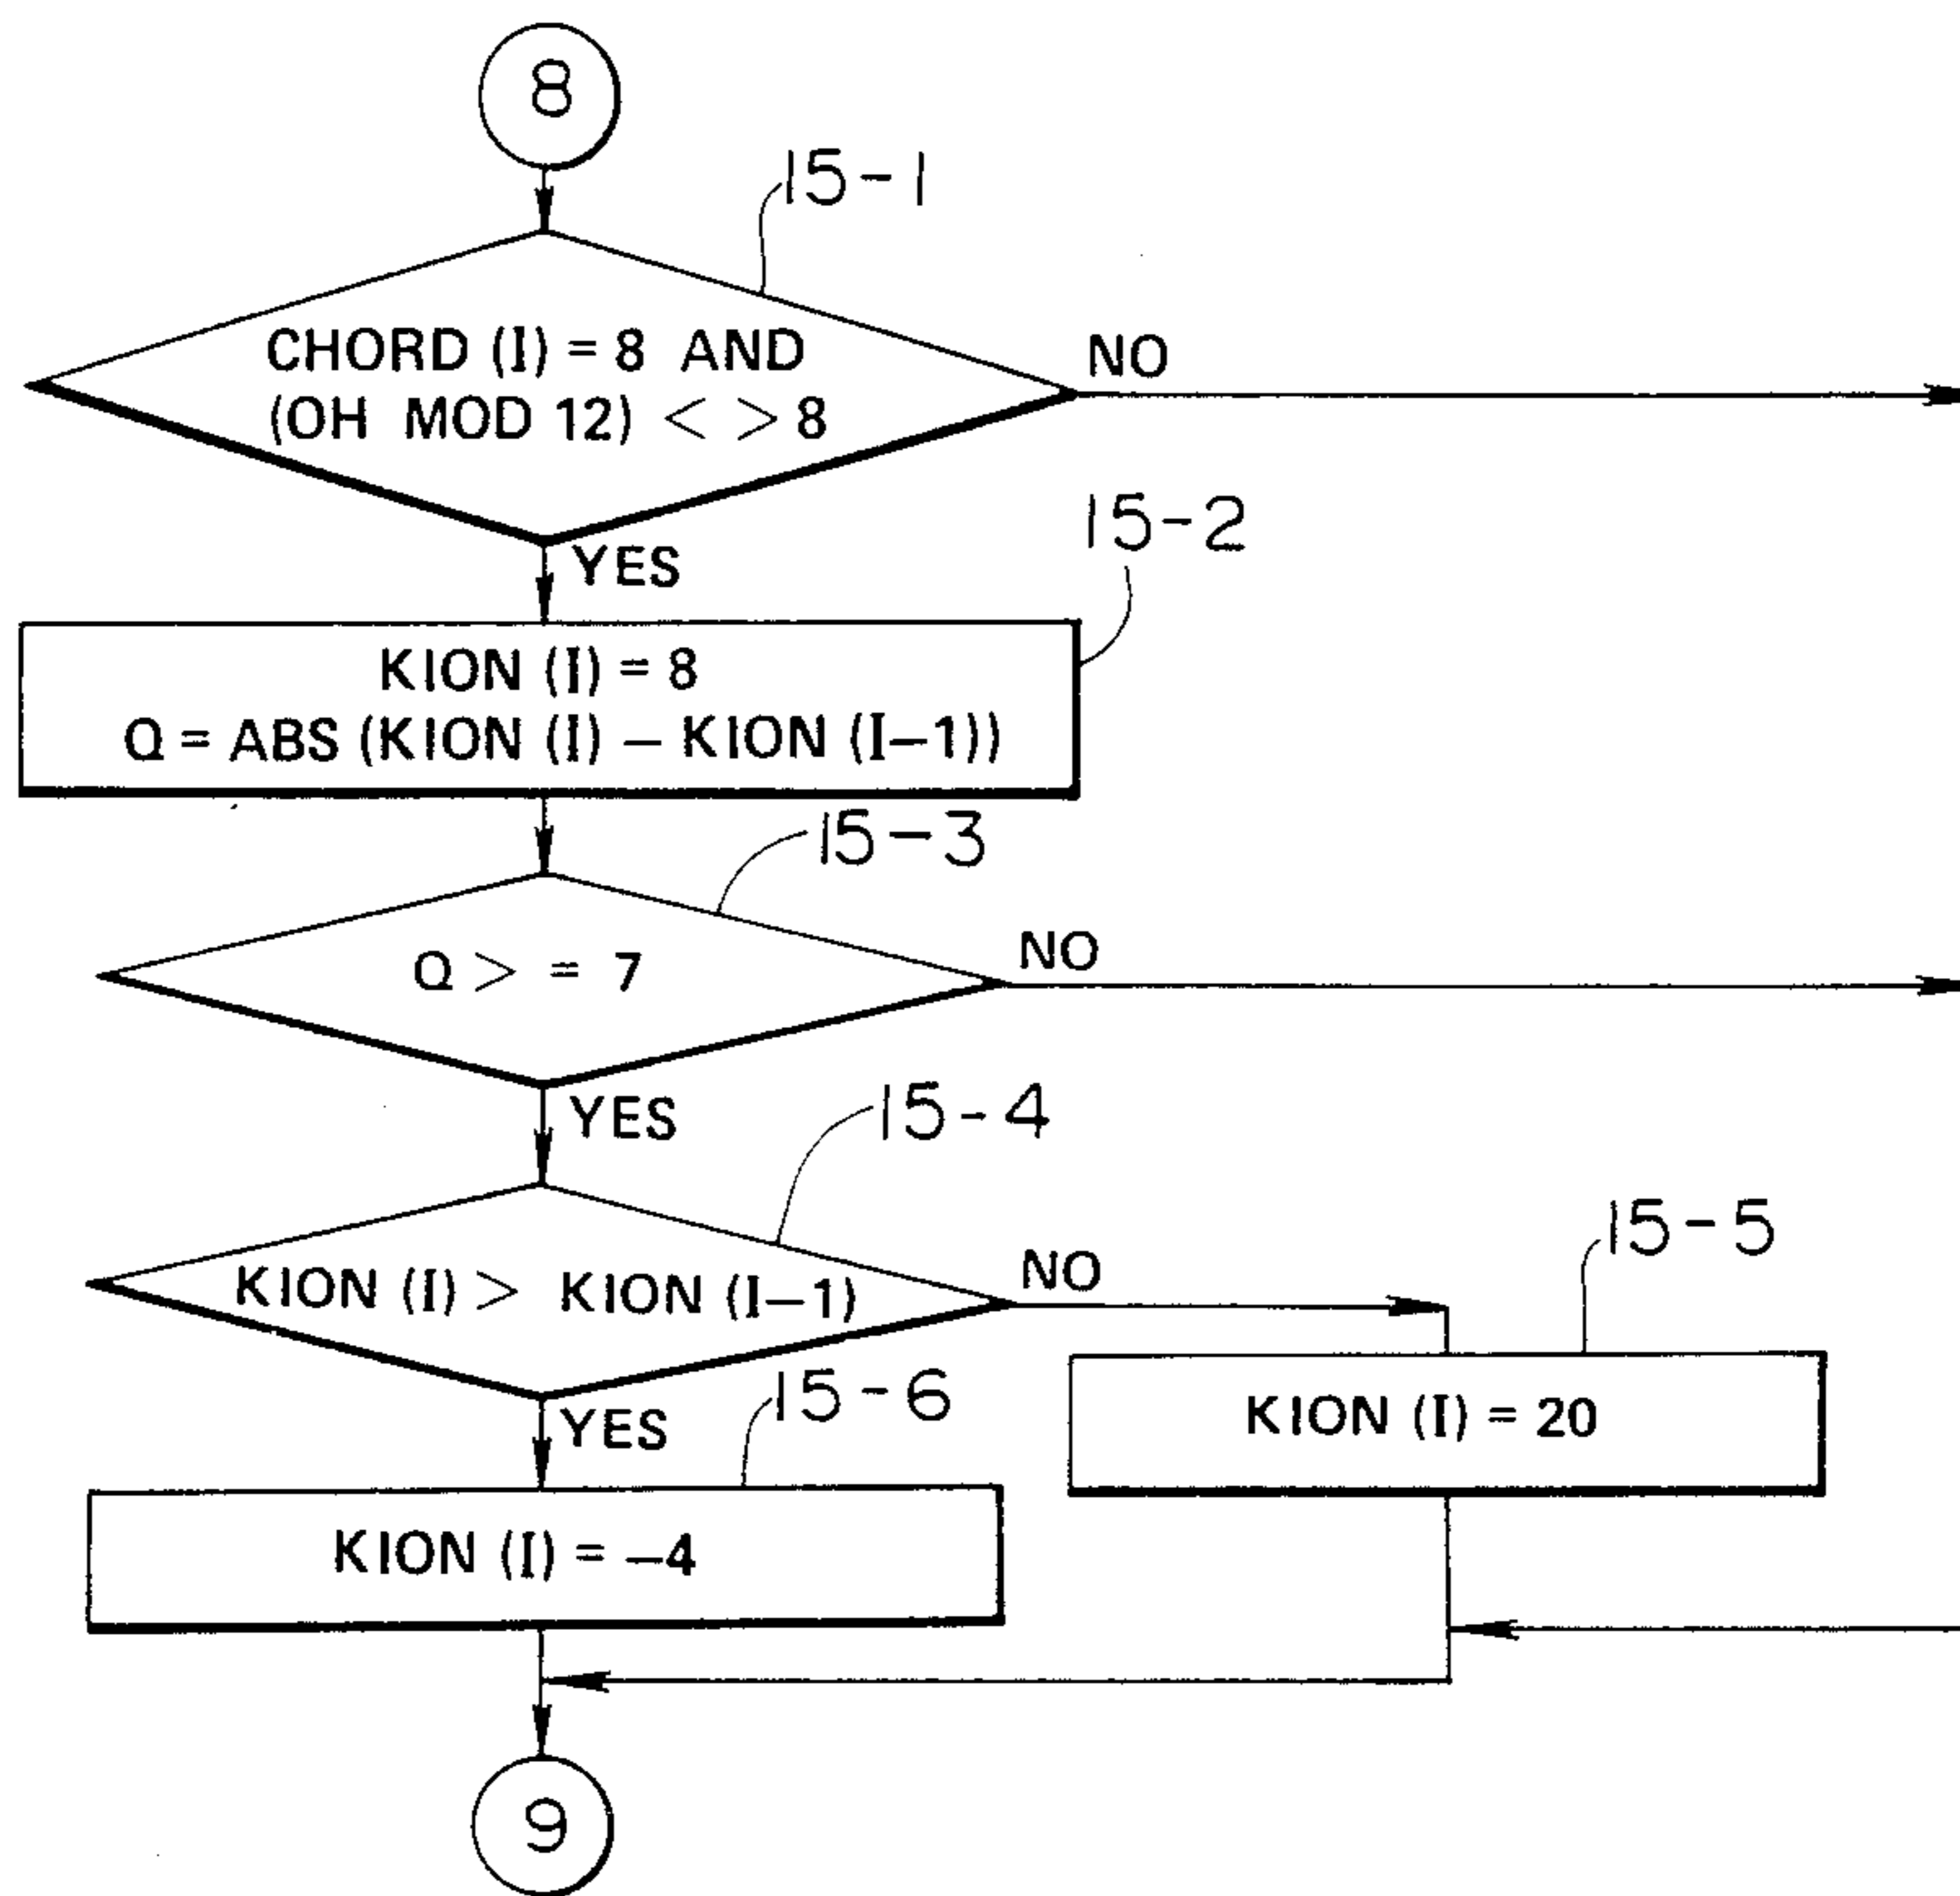 8
15-1
CHORD (I) = 8 AND
(OH MOD 12) < > 8
NO
YES
15-2
KION (I) = 8
Q = ABS (KION (I) – KION (I–1))
15-3
Q > = 7
NO
YES
15-4
KION (I) > KION (I–1)
NO
15-5
KION (I) = 20
YES
15-6
KION (I) = –4
9